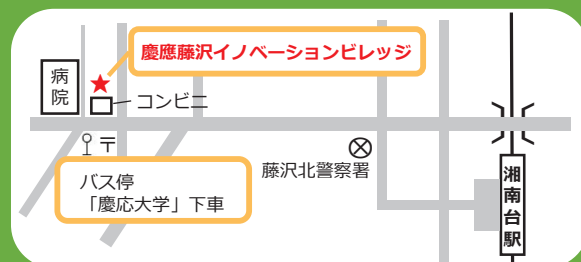 慶應藤沢イノベーションビレッジ
病院
コンビニ
〒
バス停
「慶応大学」下車
藤沢北警察署
湘南台駅